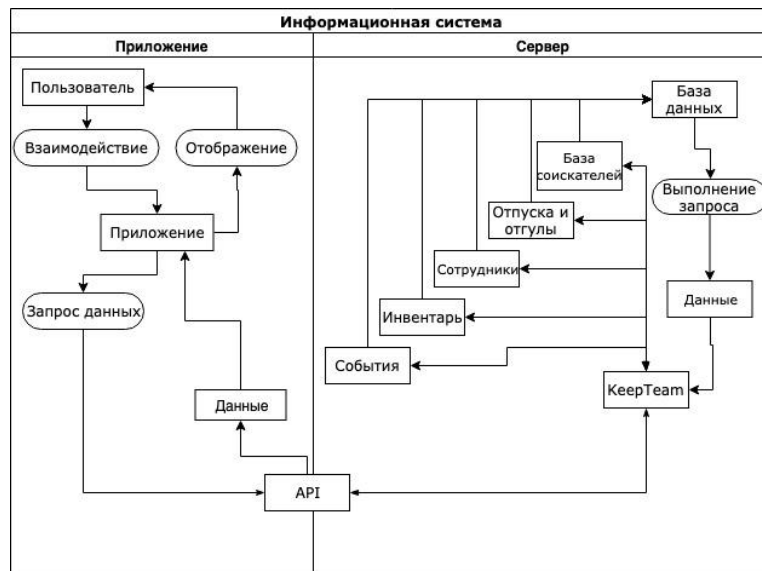 Информационная система
Приложение
Сервер
Пользователь
Взаимодействие
Отображение
Приложение
Запрос данных
Данные
API
База
данных
База
соискателей
Выполнение
запроса
Отпуска и
отгулы
Сотрудники
Данные
Инвентарь
События
KeepTeam